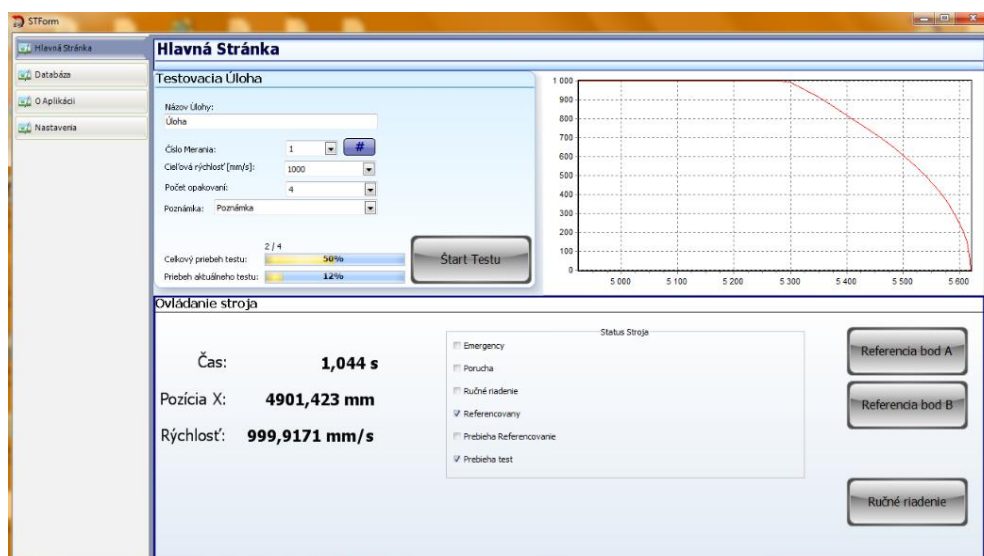 STForm
Hlavná Stránka
Databáza
O Aplikácii
Nastavenia
Hlavná Stránka
Testovacia Úloha
Názov Úlohy:
Úloha
Číslo Merania: 1 #
Cieľová rýchlosť [mm/s]: 1000
Počet opakovaní: 4
Poznámka: Poznámka
2 / 4
Celkový priebeh testu: 50%
Priebeh aktuálneho testu: 12%
Štart Testu
1 000
900
800
700
600
500
400
300
200
100
0
5 000 5 100 5 200 5 300 5 400 5 500 5 600
Ovládanie stroja
Čas: 1,044 s
Pozícia X: 4901,423 mm
Rýchlosť: 999,9171 mm/s
Status Stroja
Emergency
Porucha
Ručné riadenie
Referencovany
Prebieha Referencovanie
Prebieha test
Referencia bod A
Referencia bod B
Ručné riadenie